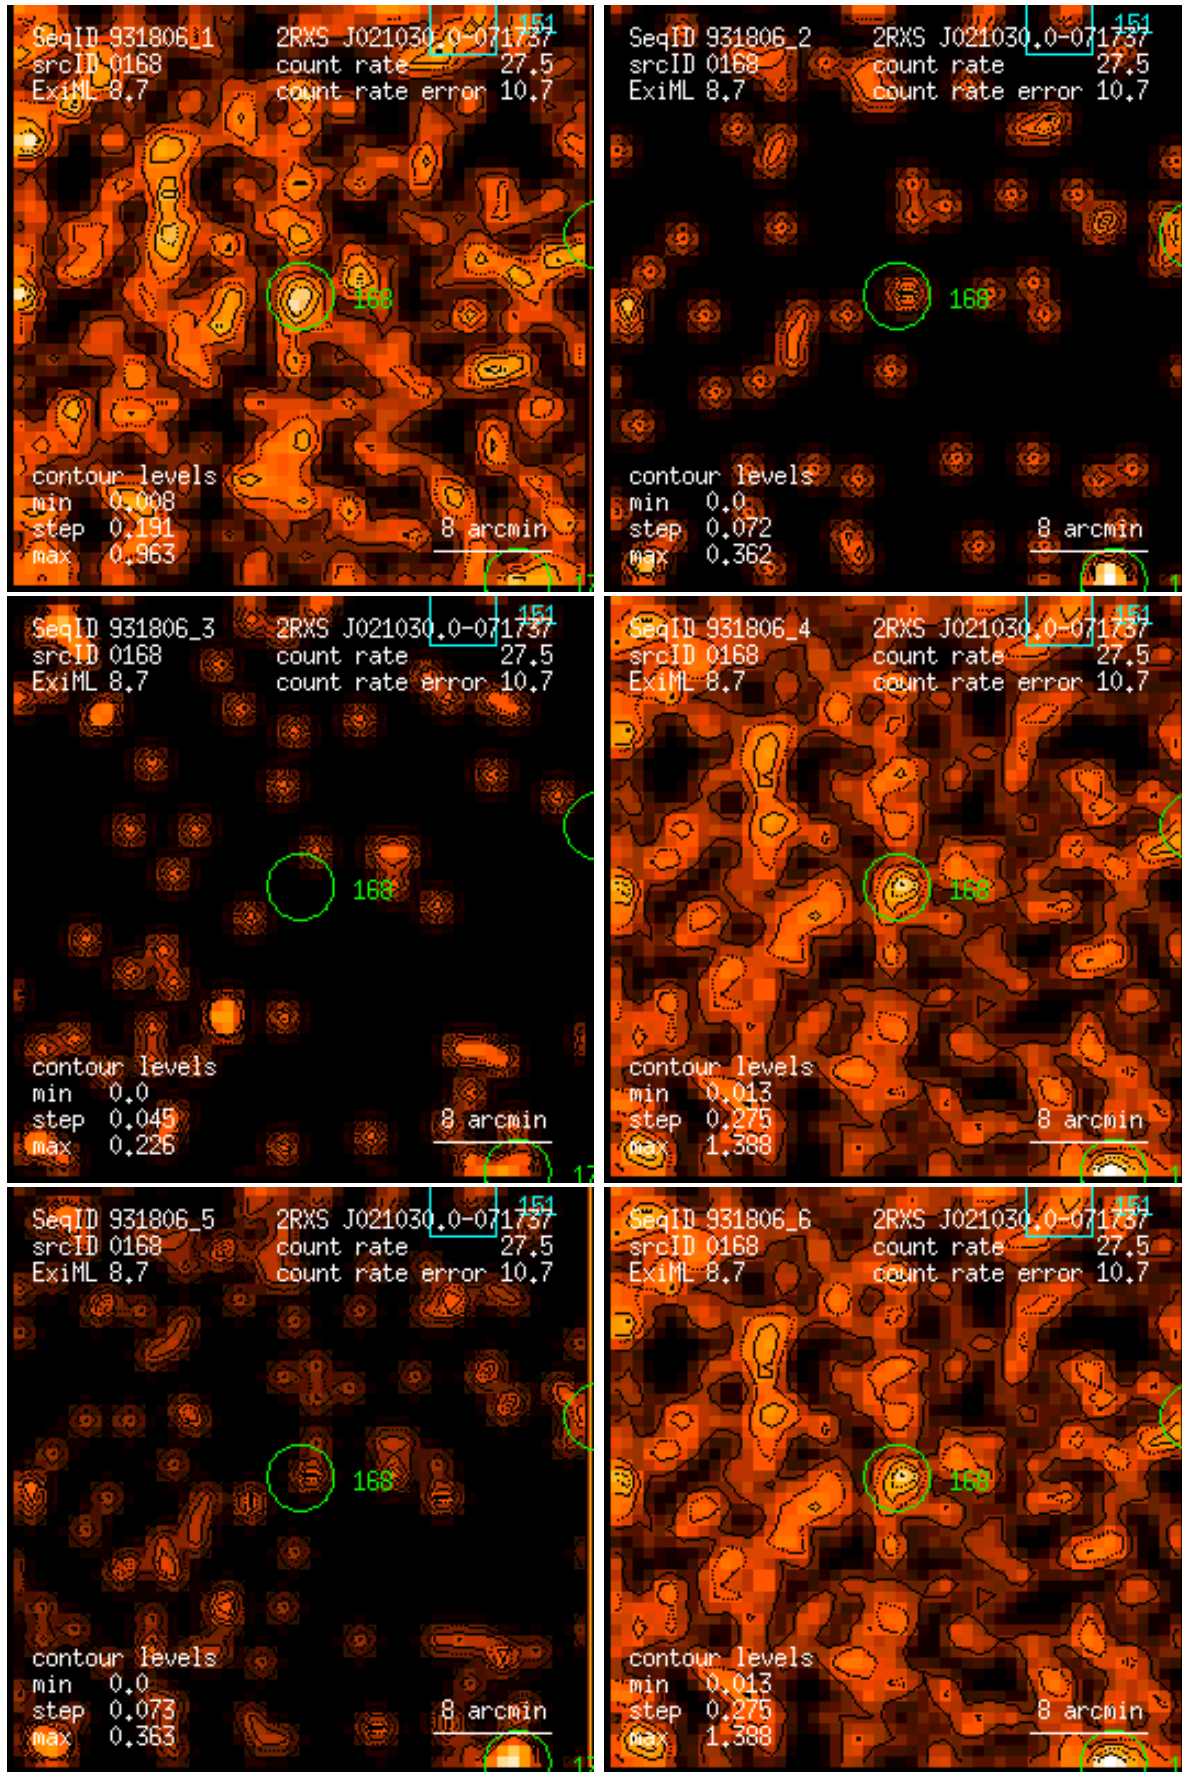 SeqID 931806_1 2RXS J021030.0-071737 151
srcID 0168 count rate 27.5
ExiML 8.7 count rate error 10.7
168
contour levels
min 0.008
step 0.191 8 arcmin
max 0.963
17
SeqID 931806_2 2RXS J021030.0-071737 151
srcID 0168 count rate 27.5
ExiML 8.7 count rate error 10.7
168
contour levels
min 0.0
step 0.072 8 arcmin
max 0.362
1
SeqID 931806_3 2RXS J021030.0-071737 151
srcID 0168 count rate 27.5
ExiML 8.7 count rate error 10.7
168
contour levels
min 0.0
step 0.045 8 arcmin
max 0.226
17
SeqID 931806_4 2RXS J021030.0-071737 151
srcID 0168 count rate 27.5
ExiML 8.7 count rate error 10.7
168
contour levels
min 0.013
step 0.275 8 arcmin
max 1.388
1
SeqID 931806_5 2RXS J021030.0-071737 151
srcID 0168 count rate 27.5
ExiML 8.7 count rate error 10.7
168
contour levels
min 0.0
step 0.073 8 arcmin
max 0.363
17
SeqID 931806_6 2RXS J021030.0-071737 151
srcID 0168 count rate 27.5
ExiML 8.7 count rate error 10.7
168
contour levels
min 0.013
step 0.275 8 arcmin
max 1.388
1